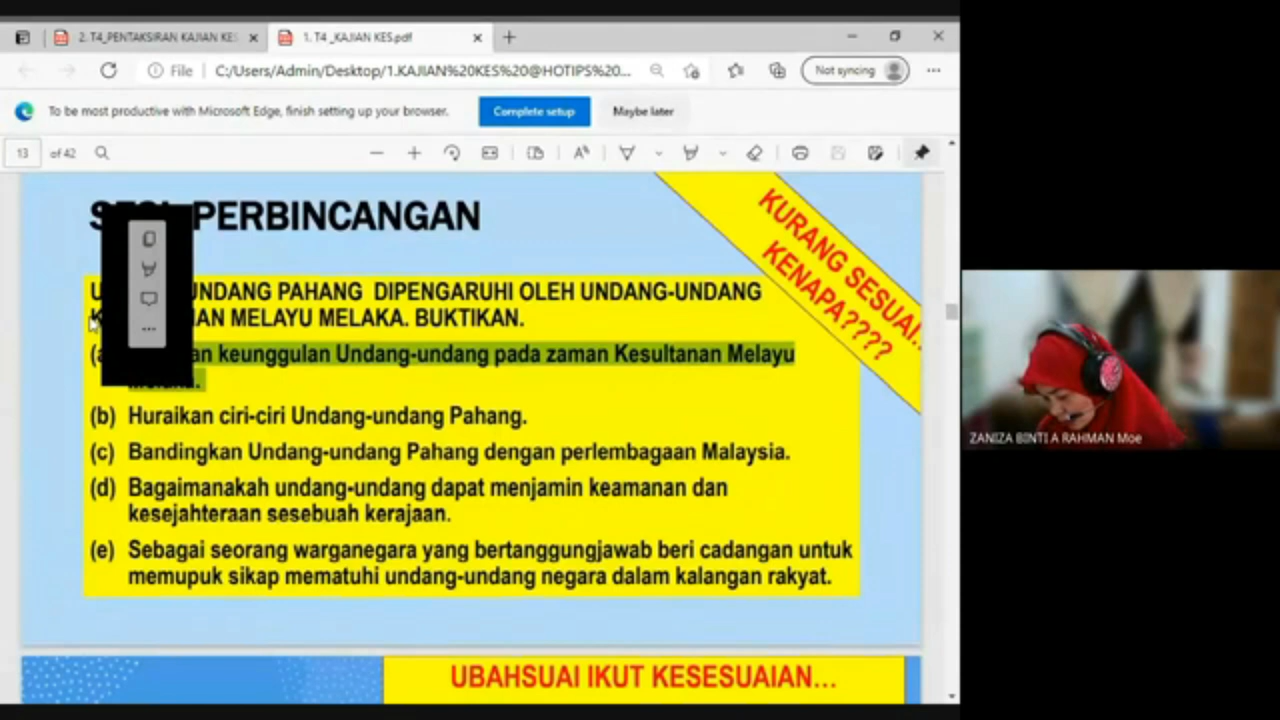 2. T4_PENTAKSIRAN KAJIAN KE
1. T4 _KAJIAN KES.pdf
File
C:/Users/Admin/Desktop/1.KAJIAN%20KES%20@HOTIPS%20...
Not syncing
To be most productive with Microsoft Edge, finish setting up your browser.
Complete setup
Maybe later
13 of 42
PERBINCANGAN
KURANG SESUAI..
KENAPA????
UNDANG PAHANG DIPENGARUHI OLEH UNDANG-UNDANG
MELAYU MELAKA. BUKTIKAN.
keunggulan Undang-undang pada zaman Kesultanan Melayu
(b) Huraikan ciri-ciri Undang-undang Pahang.
(c) Bandingkan Undang-undang Pahang dengan perlembagaan Malaysia.
(d) Bagaimanakah undang-undang dapat menjamin keamanan dan
kesejahteraan sesebuah kerajaan.
(e) Sebagai seorang warganegara yang bertanggungjawab beri cadangan untuk
memupuk sikap mematuhi undang-undang negara dalam kalangan rakyat.
UBAHSUAI IKUT KESESUAIAN...
ZANIZA BINTI A RAHMAN Moe